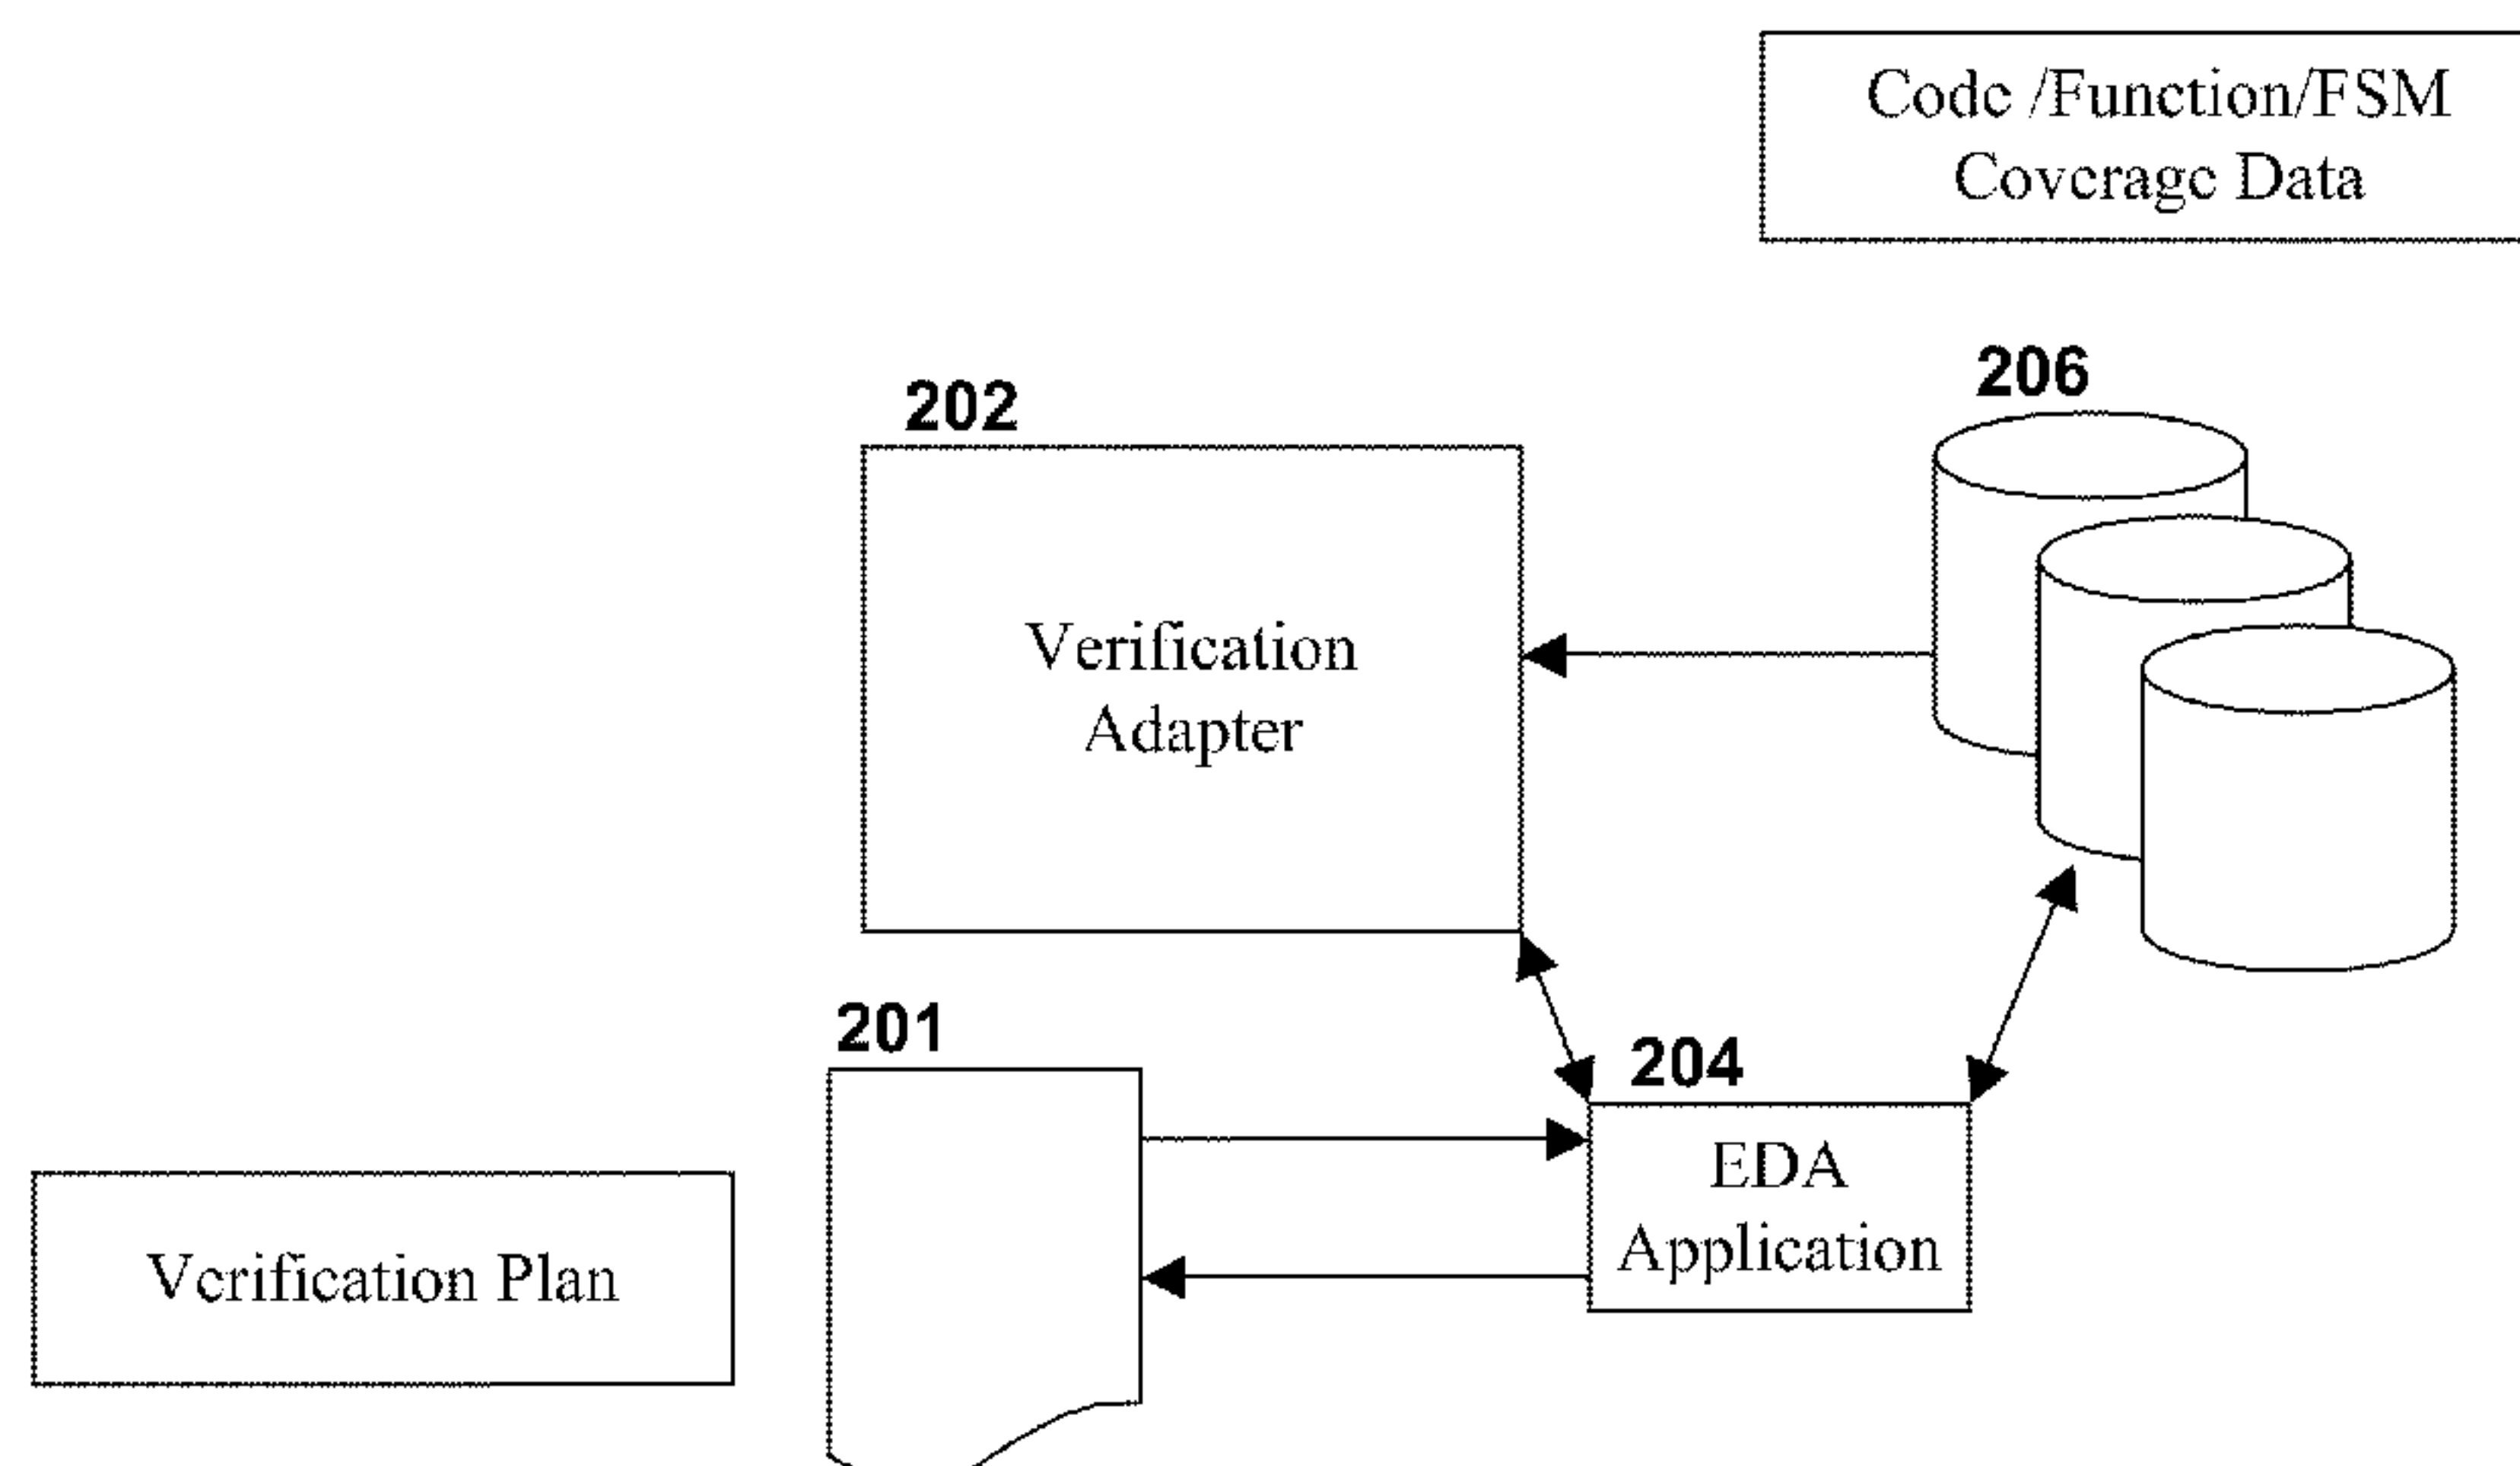 Code /Function/FSM
Coverage Data
206
202
Verification
Adapter
201
204
EDA
Application
Verification Plan